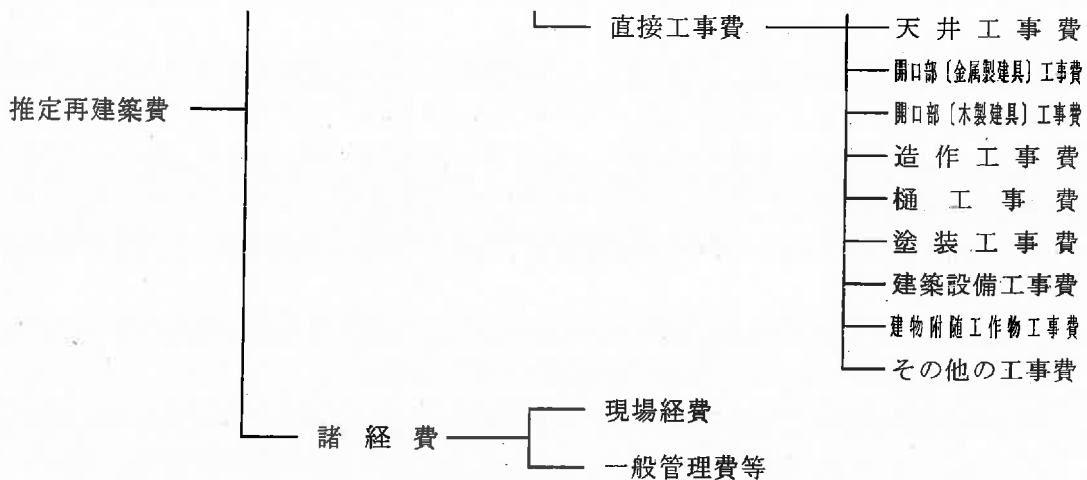 直接工事費
天井工事費
開口部〔金属製建具〕工事費
推定再建築費
開口部〔木製建具〕工事費
造作工事費
樋工事費
塗装工事費
建築設備工事費
建物附随工作物工事費
その他の工事費
諸経費
現場経費
一般管理費等